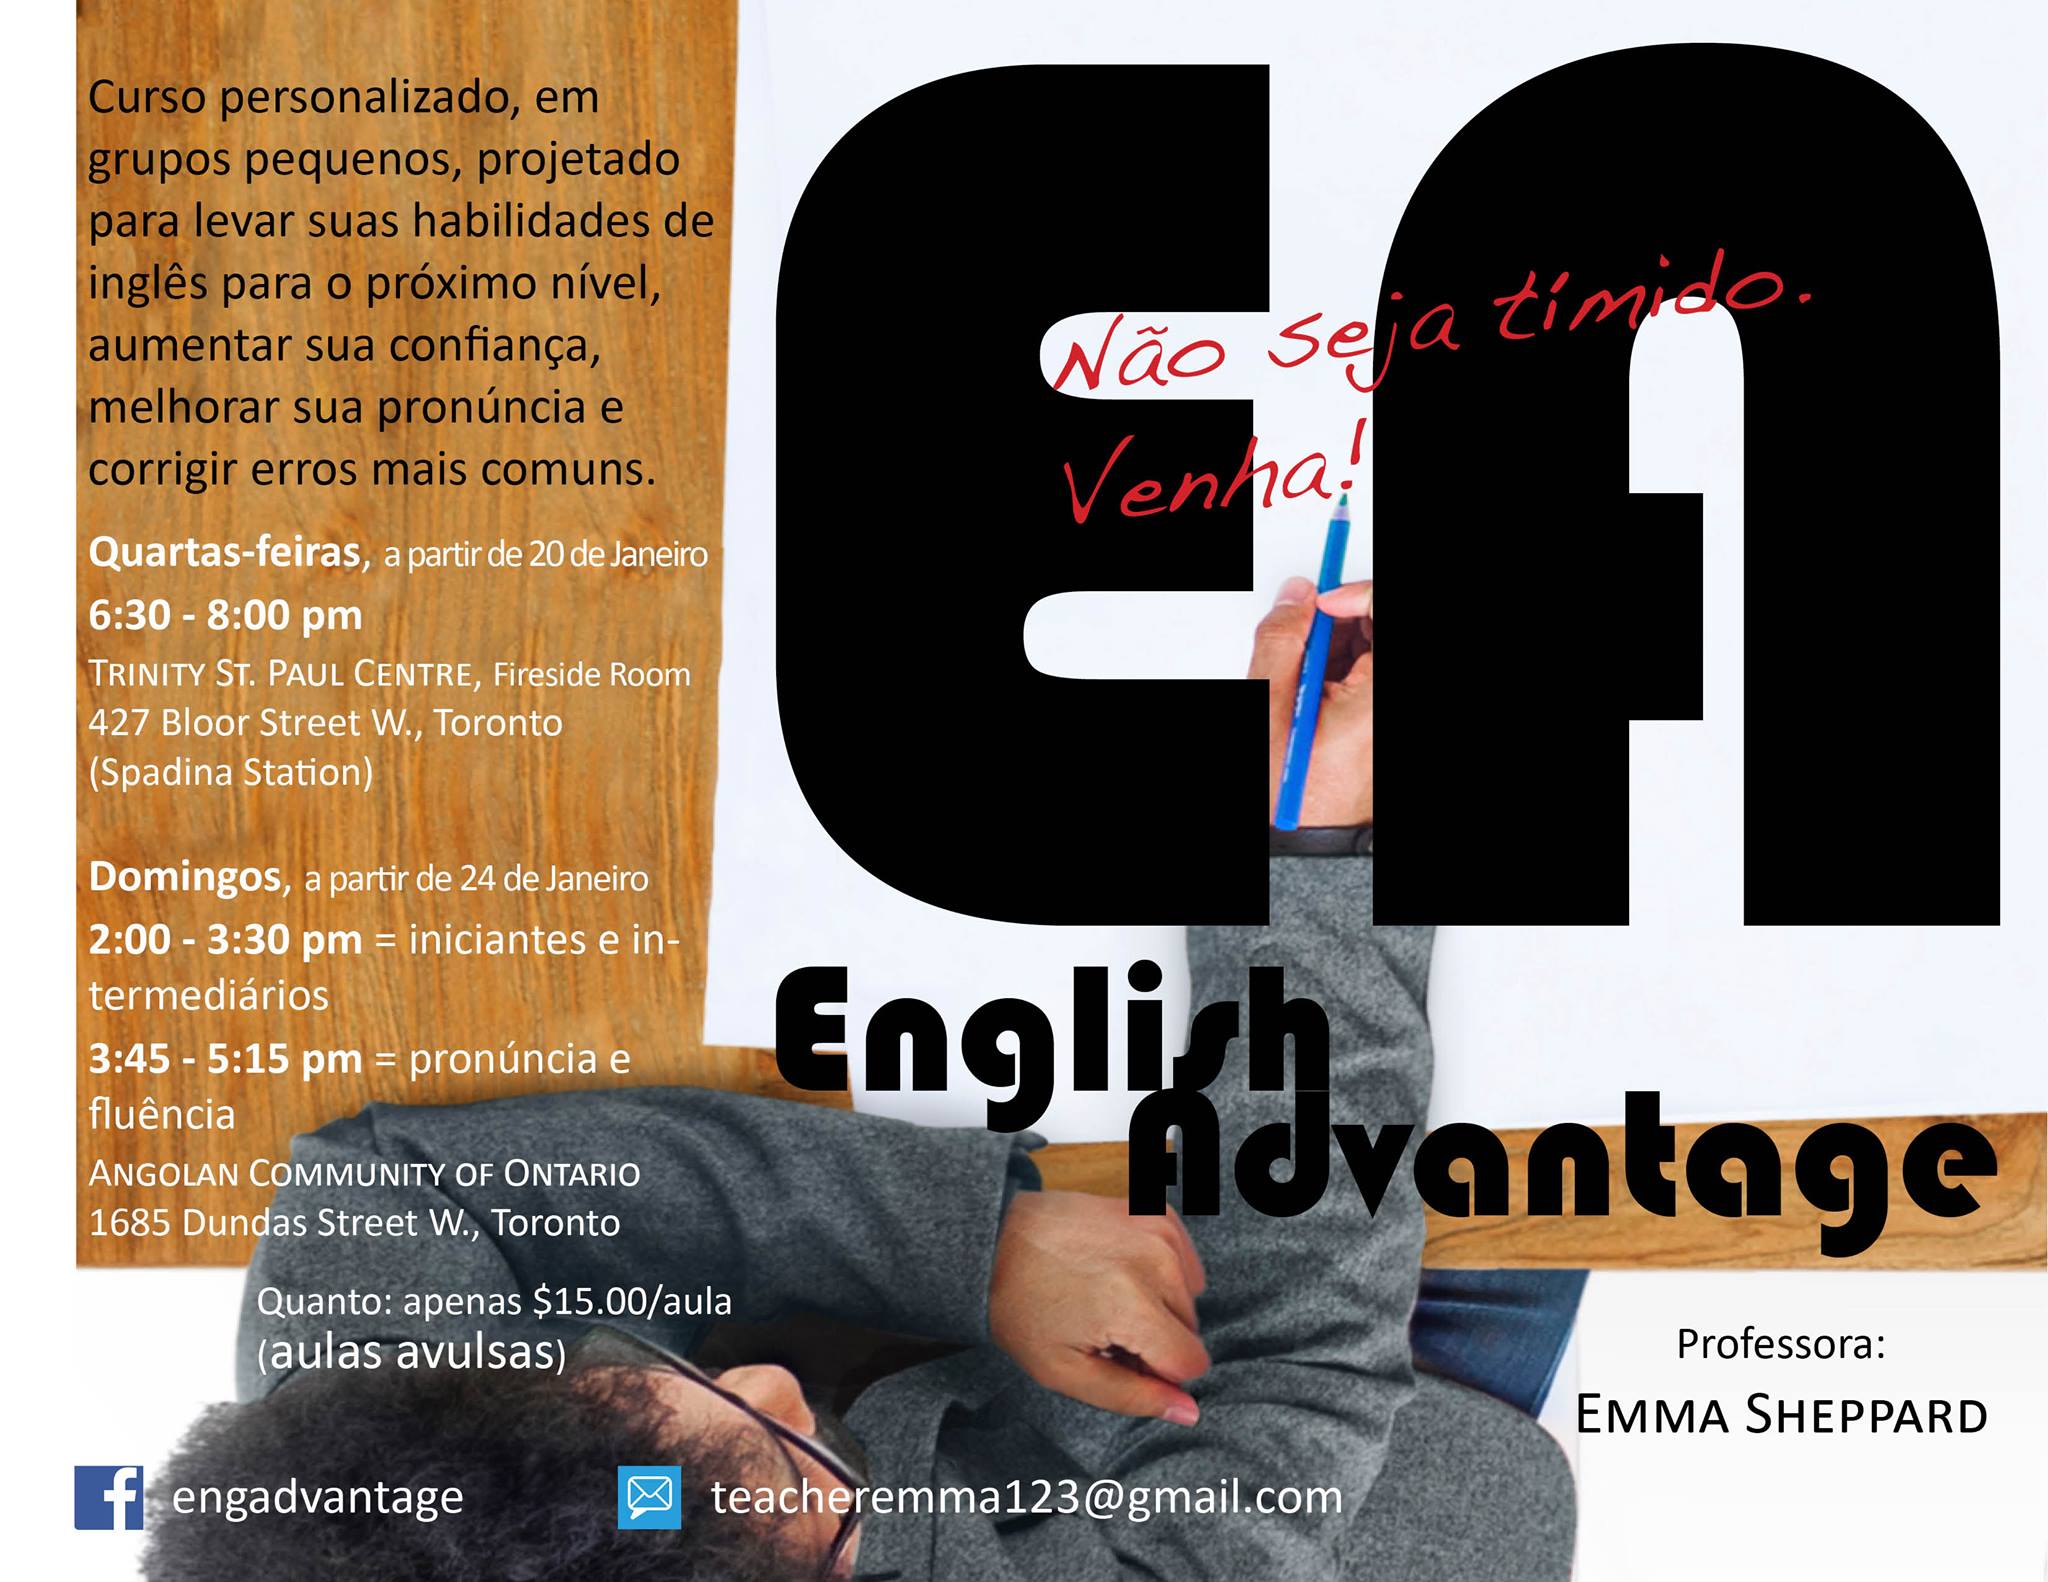 Curso personalizado, em
grupos pequenos, projetado
para levar suas habilidades de
inglês para o próximo nível,
aumentar sua confiança,
melhorar sua pronúncia e
corrigir erros mais comuns.
Quartas-feiras, a partir de 20 de Janeiro
6:30 - 8:00 pm
TRINITY ST. PAUL CENTRE, Fireside Room
427 Bloor Street W., Toronto
(Spadina Station)
Domingos, a partir de 24 de Janeiro
2:00 - 3:30 pm = iniciantes e in-
termediários
3:45 - 5:15 pm = pronúncia e
fluência
ANGOLAN COMMUNITY OF ONTARIO
1685 Dundas Street W., Toronto
Quanto: apenas $15.00/aula
(aulas avulsas)
EA
Não seja tímido.
Venha!
English
Advantage
Professora:
EMMA SHEPPARD
f engadvantage
teacheremma123@gmail.com